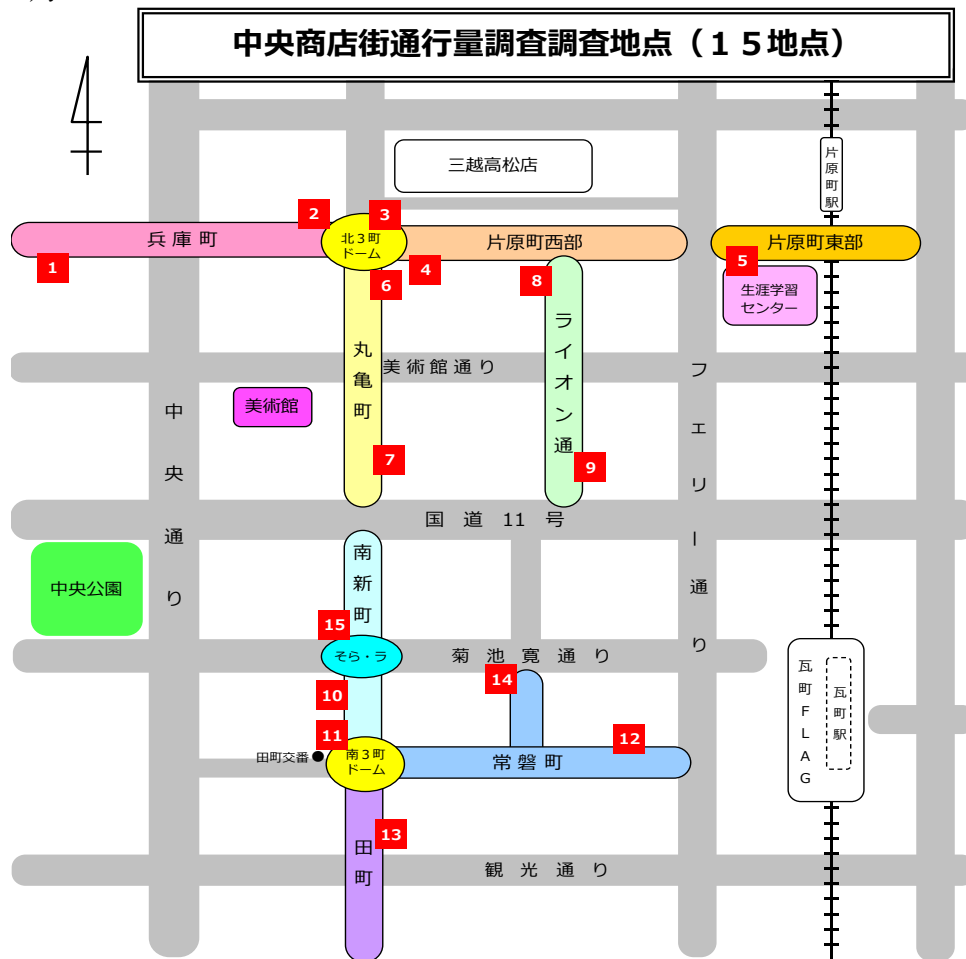 中央商店街通行量調査調査地点（１５地点）
三越高松店
片原町駅
2
3
兵庫町
北３町
ドーム
片原町西部
片原町東部
1
4
5
6
8
生涯学習
センター
丸亀町
ライオン通
美術館通り
フェリー通り
中央通り
美術館
7
9
国道11号
中央公園
南新町
15
そら・ラ
菊池寛通り
10
14
瓦町FLAG
瓦町駅
11
12
田町交番
南３町
ドーム
常磐町
13
田町
観光通り